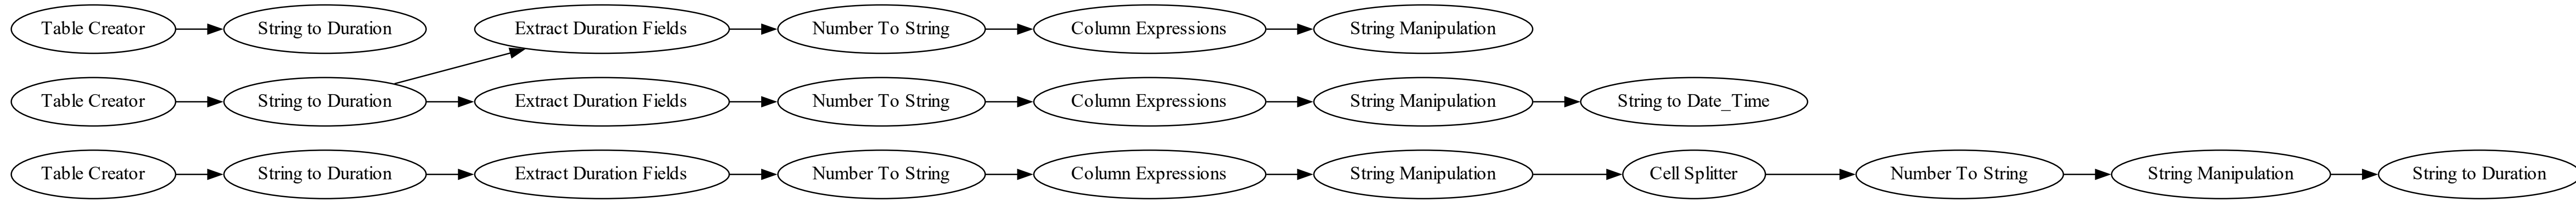 Table Creator String to Duration Extract Duration Fields Number To String Column Expressions String Manipulation
Table Creator String to Duration Extract Duration Fields Number To String Column Expressions String Manipulation String to Date_Time
Table Creator String to Duration Extract Duration Fields Number To String Column Expressions String Manipulation Cell Splitter Number To String String Manipulation String to Duration